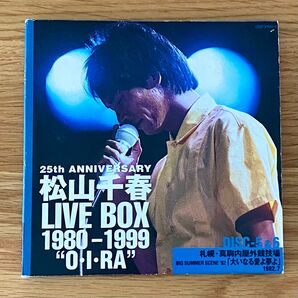 25th ANNIVERSARY
松山千春
LIVE BOX
1980-1999
"O・I・RA"
DISC-5&6
札幌・真駒内屋外競技場
BIG SUMMER SCENE '82「大いなる愛よ夢よ」
1982.7